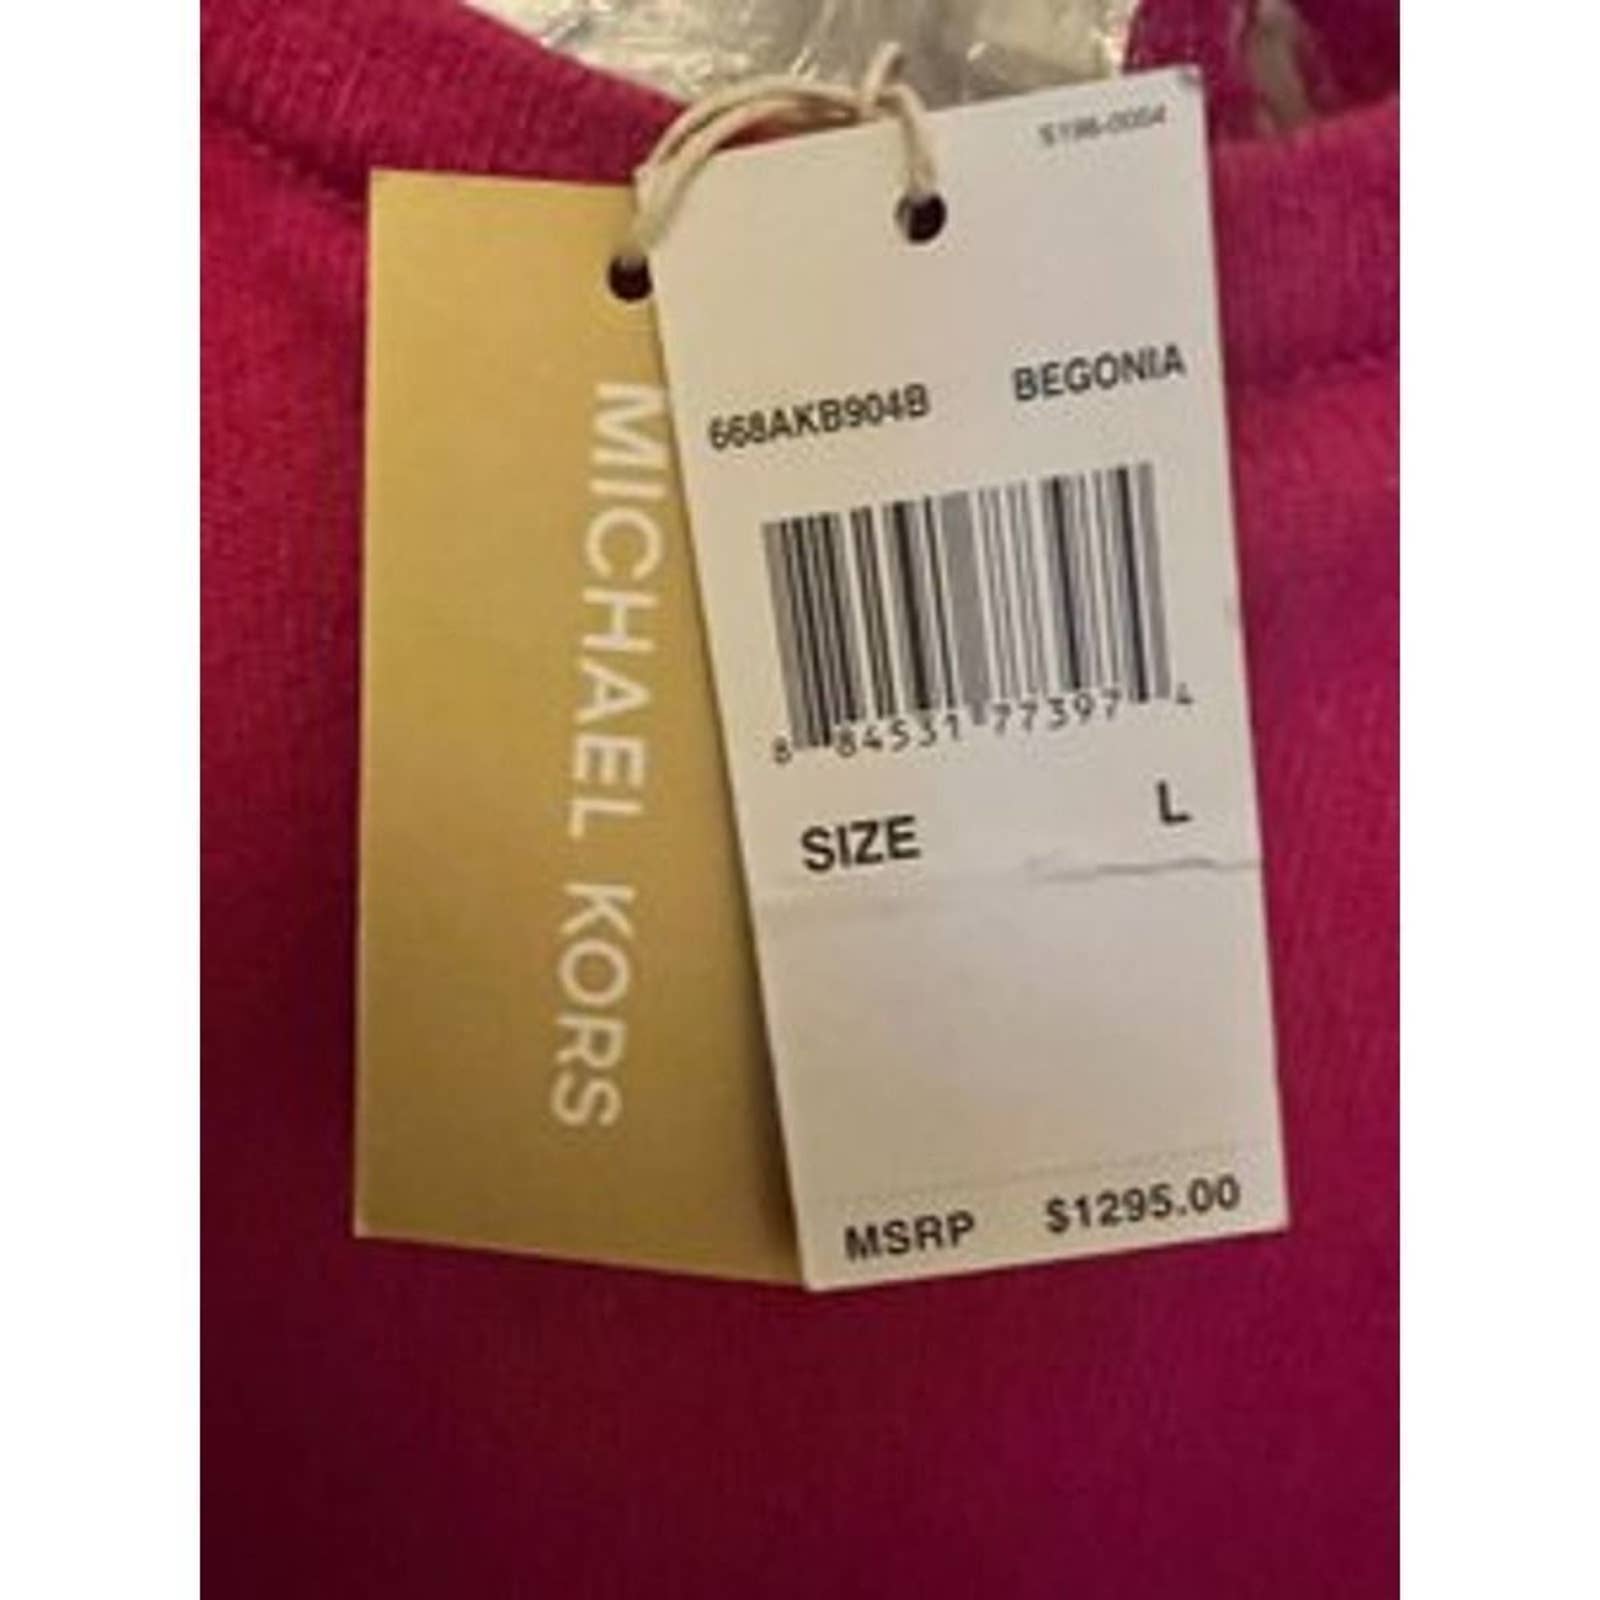 MICHAEL KORS
668AKB904B BEGONIA
8 84531 77397 4
SIZE L
MSRP $1295.00